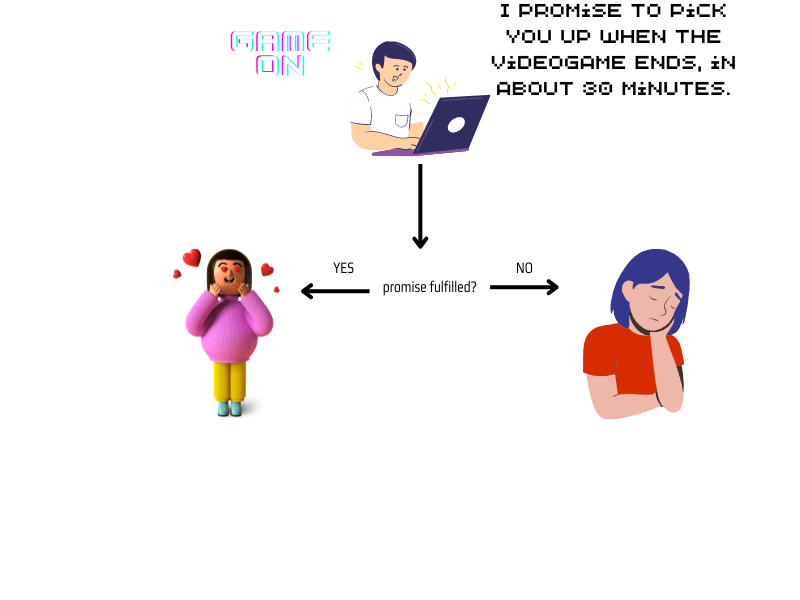 GAME
ON
I PROMiSE TO PiCK
YOU UP WHEN THE
ViDEOGAME ENDS, iN
ABOUT 30 MiNUTES.
YES
promise fulfilled?
NO